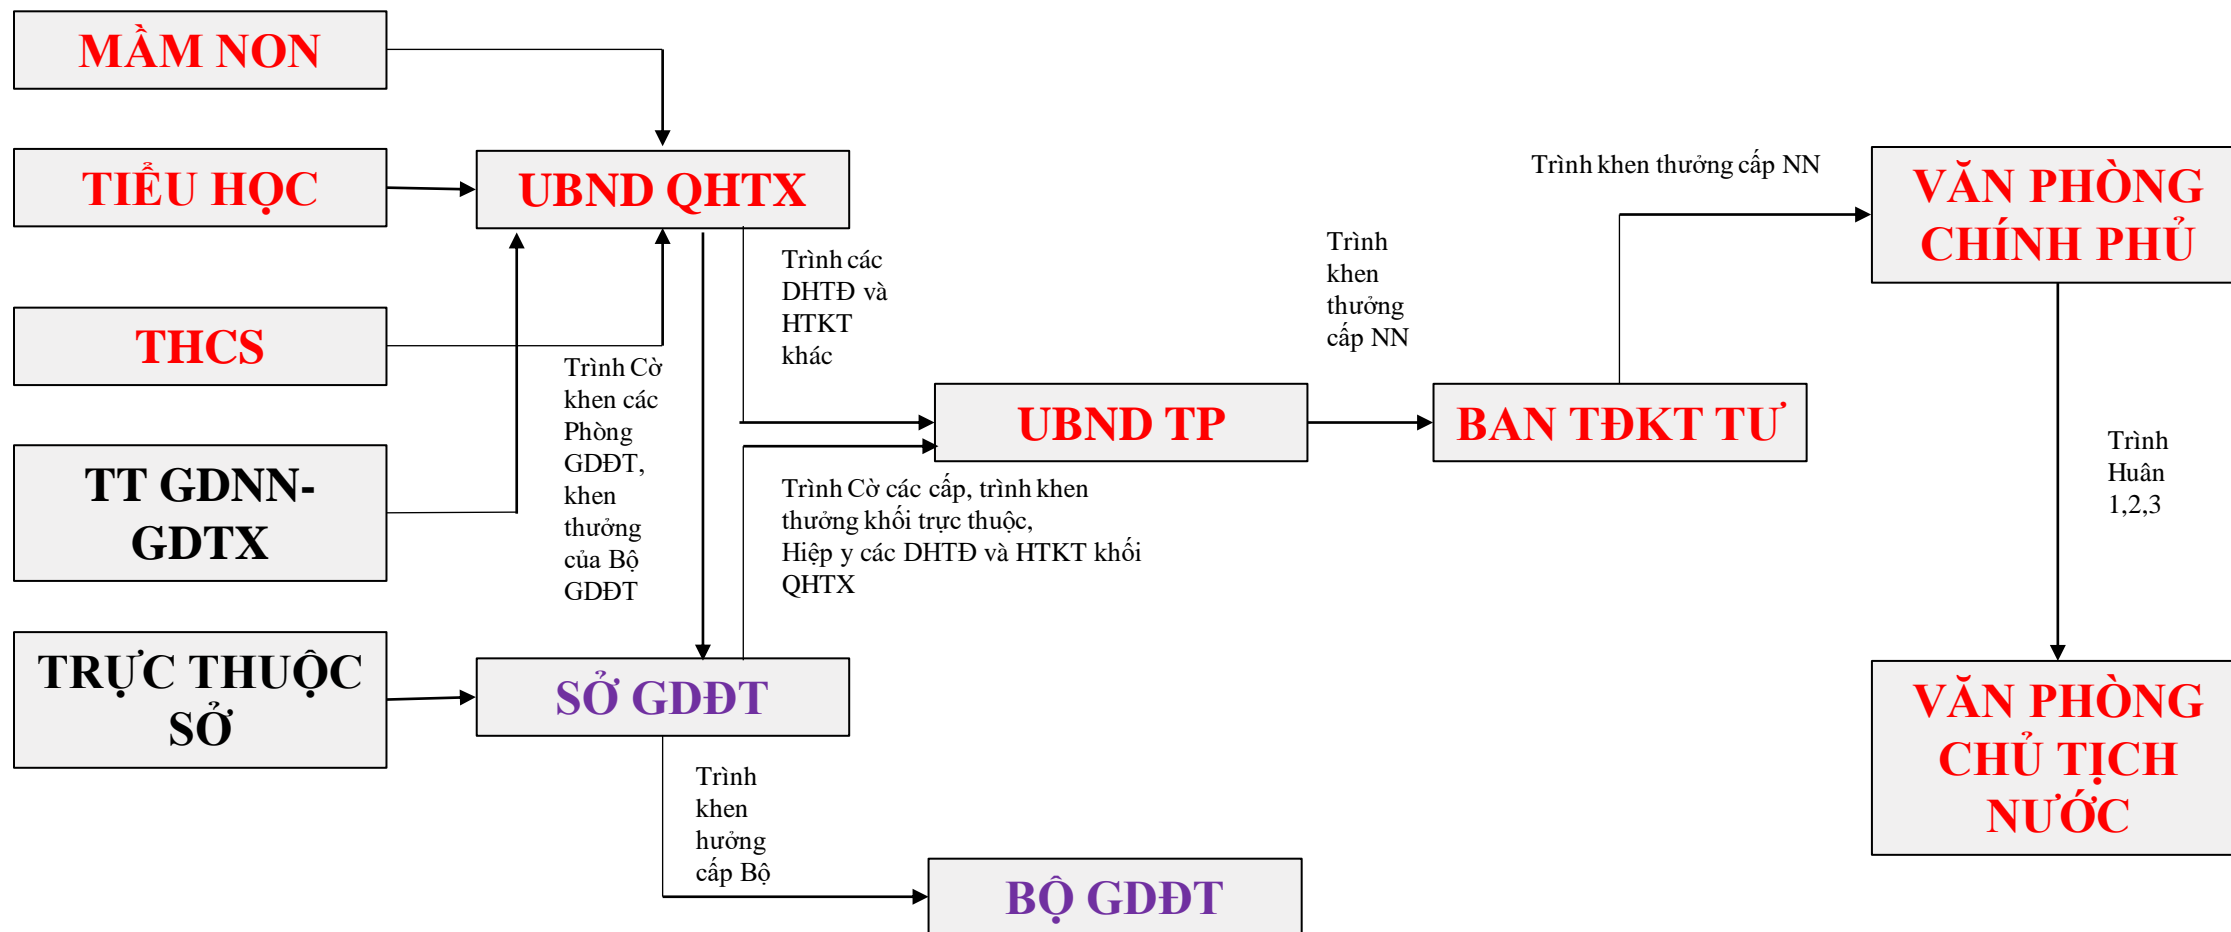 MẦM NON
TIỂU HỌC
UBND QHTX
Trình khen thưởng cấp NN
VĂN PHÒNG
CHÍNH PHỦ
Trình các
DHTĐ và
HTKT
khác
Trình
khen
thưởng
cấp NN
THCS
Trình Cờ
khen các
Phòng
GDĐT,
khen
thưởng
của Bộ
GDĐT
UBND TP
BAN TĐKT TƯ
Trình
Huân
1,2,3
TT GDNN-
GDTX
Trình Cờ các cấp, trình khen
thưởng khối trực thuộc,
Hiệp y các DHTĐ và HTKT khối
QHTX
TRỰC THUỘC
SỞ
SỞ GDĐT
VĂN PHÒNG
CHỦ TỊCH
NƯỚC
Trình
khen
hưởng
cấp Bộ
BỘ GDĐT